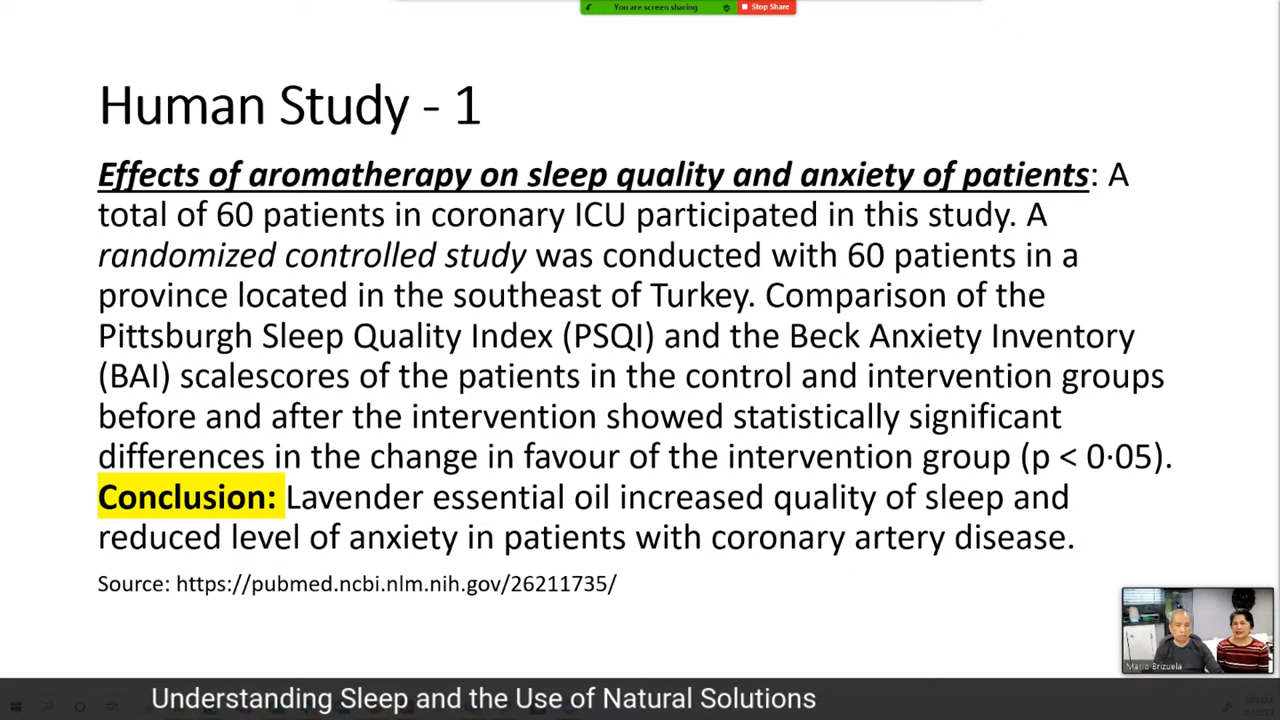 You are screen sharing
Stop Share
Human Study - 1
Effects of aromatherapy on sleep quality and anxiety of patients: A
total of 60 patients in coronary ICU participated in this study. A
randomized controlled study was conducted with 60 patients in a
province located in the southeast of Turkey. Comparison of the
Pittsburgh Sleep Quality Index (PSQI) and the Beck Anxiety Inventory
(BAI) scalescores of the patients in the control and intervention groups
before and after the intervention showed statistically significant
differences in the change in favour of the intervention group (p < 0·05).
Conclusion: Lavender essential oil increased quality of sleep and
reduced level of anxiety in patients with coronary artery disease.
Source: https://pubmed.ncbi.nlm.nih.gov/26211735/
Mario Brizuela
Understanding Sleep and the Use of Natural Solutions